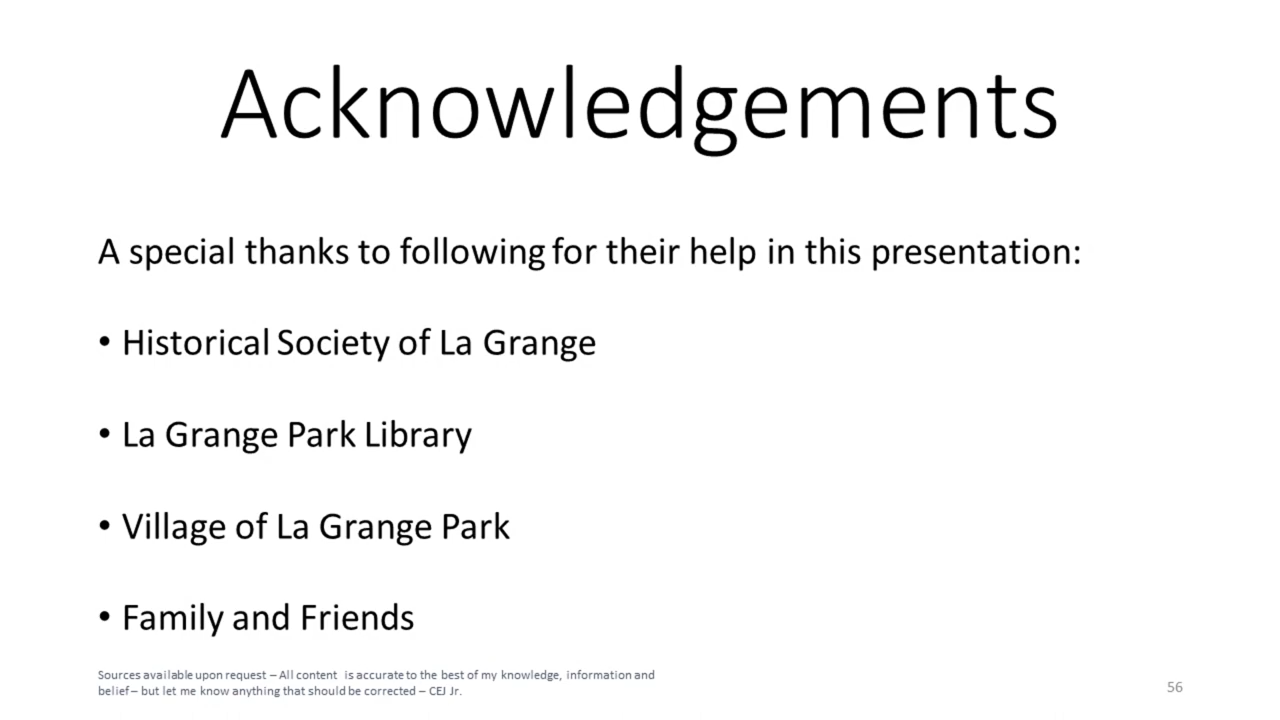 Acknowledgements
A special thanks to following for their help in this presentation:
• Historical Society of La Grange
• La Grange Park Library
• Village of La Grange Park
• Family and Friends
Sources available upon request – All content  is accurate to the best of my knowledge, information and
belief – but let me know anything that should be corrected – CEJ Jr.
56